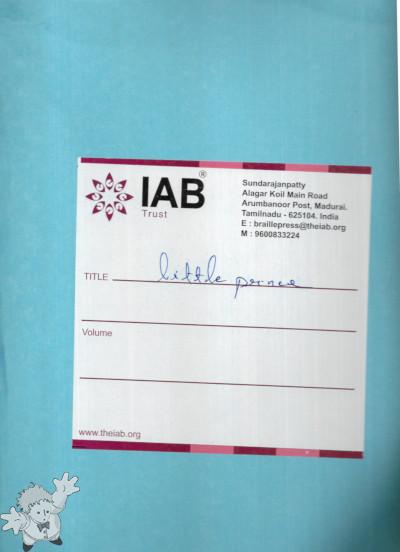 IAB®
Trust
Sundarajanpatty
Alagar Koil Main Road
Arumbanoor Post, Madurai.
Tamilnadu - 625104. India
E : braillepress@theiab.org
M : 9600833224
TITLE little prince
Volume
www.theiab.org